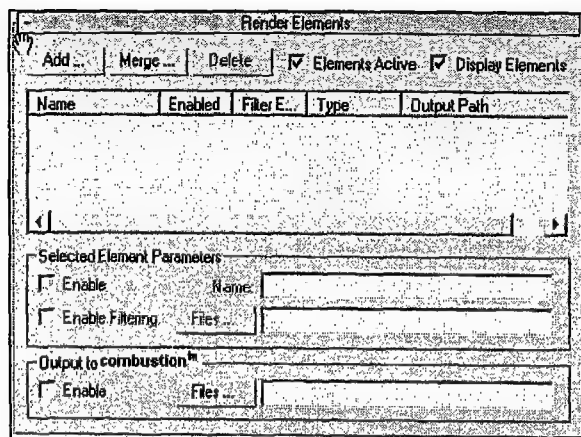 - Render Elements
Add ... Merge ... Delete Elements Active Display Elements
Name Enabled Filter E... Type Output Path
Selected Element Parameters
Enable Name
Enable Filtering Files ...
Output to combustion™
Enable Files ...